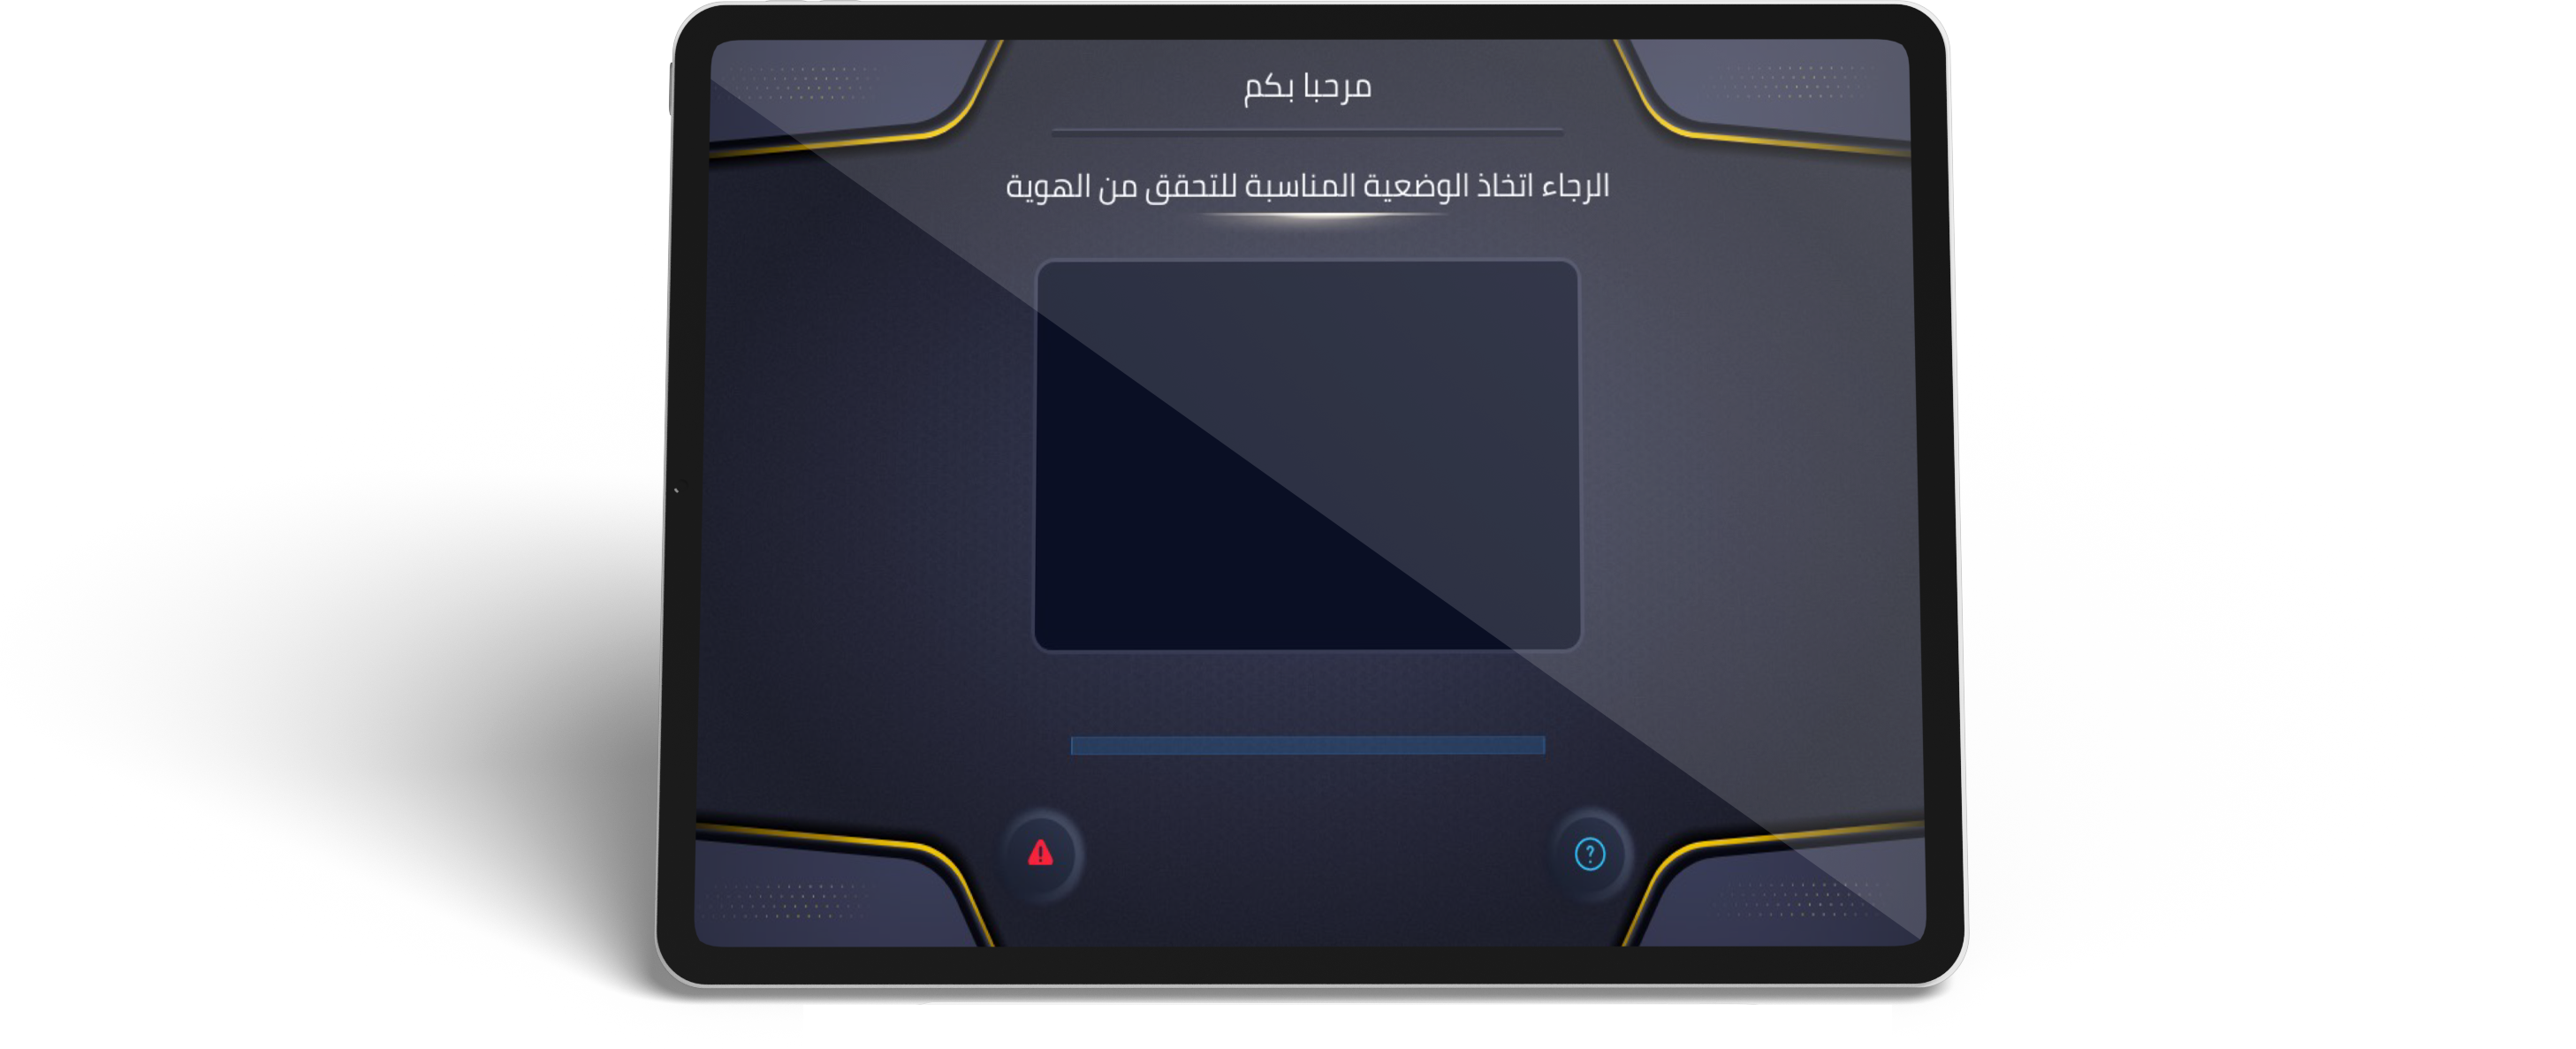 مرحبا بكم
الرجاء اتخاذ الوضعية المناسبة للتحقق من الهوية